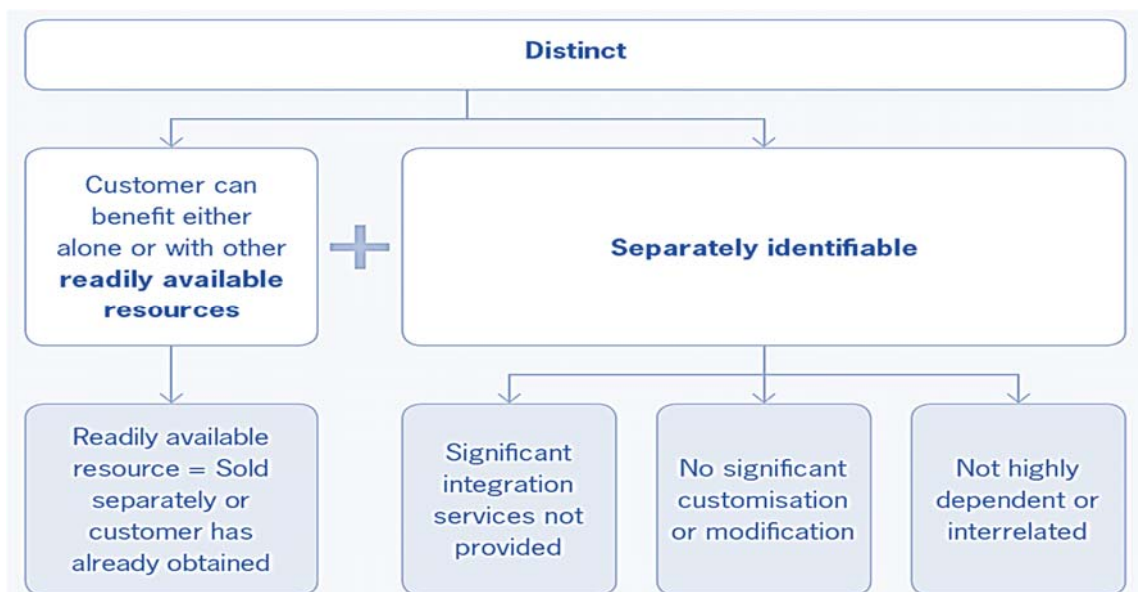 Distinct
Customer can
benefit either
alone or with other
readily available
resources
Separately identifiable
Readily available
resource = Sold
separately or
customer has
already obtained
Significant
integration
services not
provided
No significant
customisation
or modification
Not highly
dependent or
interrelated